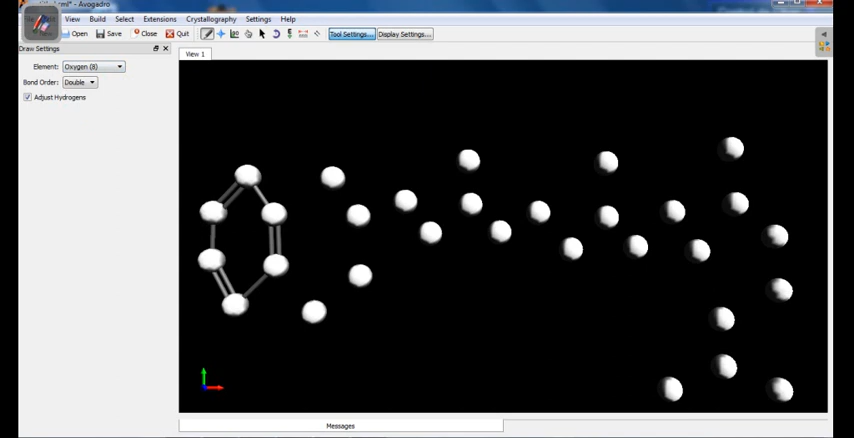 Avogadro
View Build Select Extensions Crystallography Settings Help
Open Save Close Quit Tool Settings... Display Settings...
Draw Settings
View 1
Element: Oxygen (8)
Bond Order: Double
Adjust Hydrogens
Messages